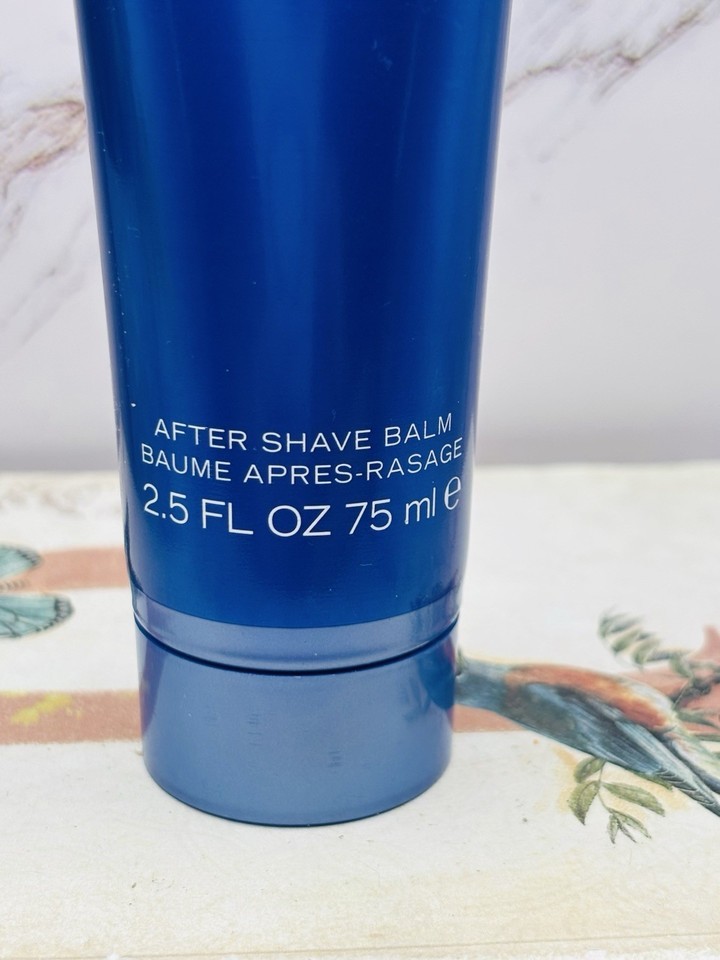 AFTER SHAVE BALM
BAUME APRES-RASAGE
2.5 FL OZ 75 ml ℮